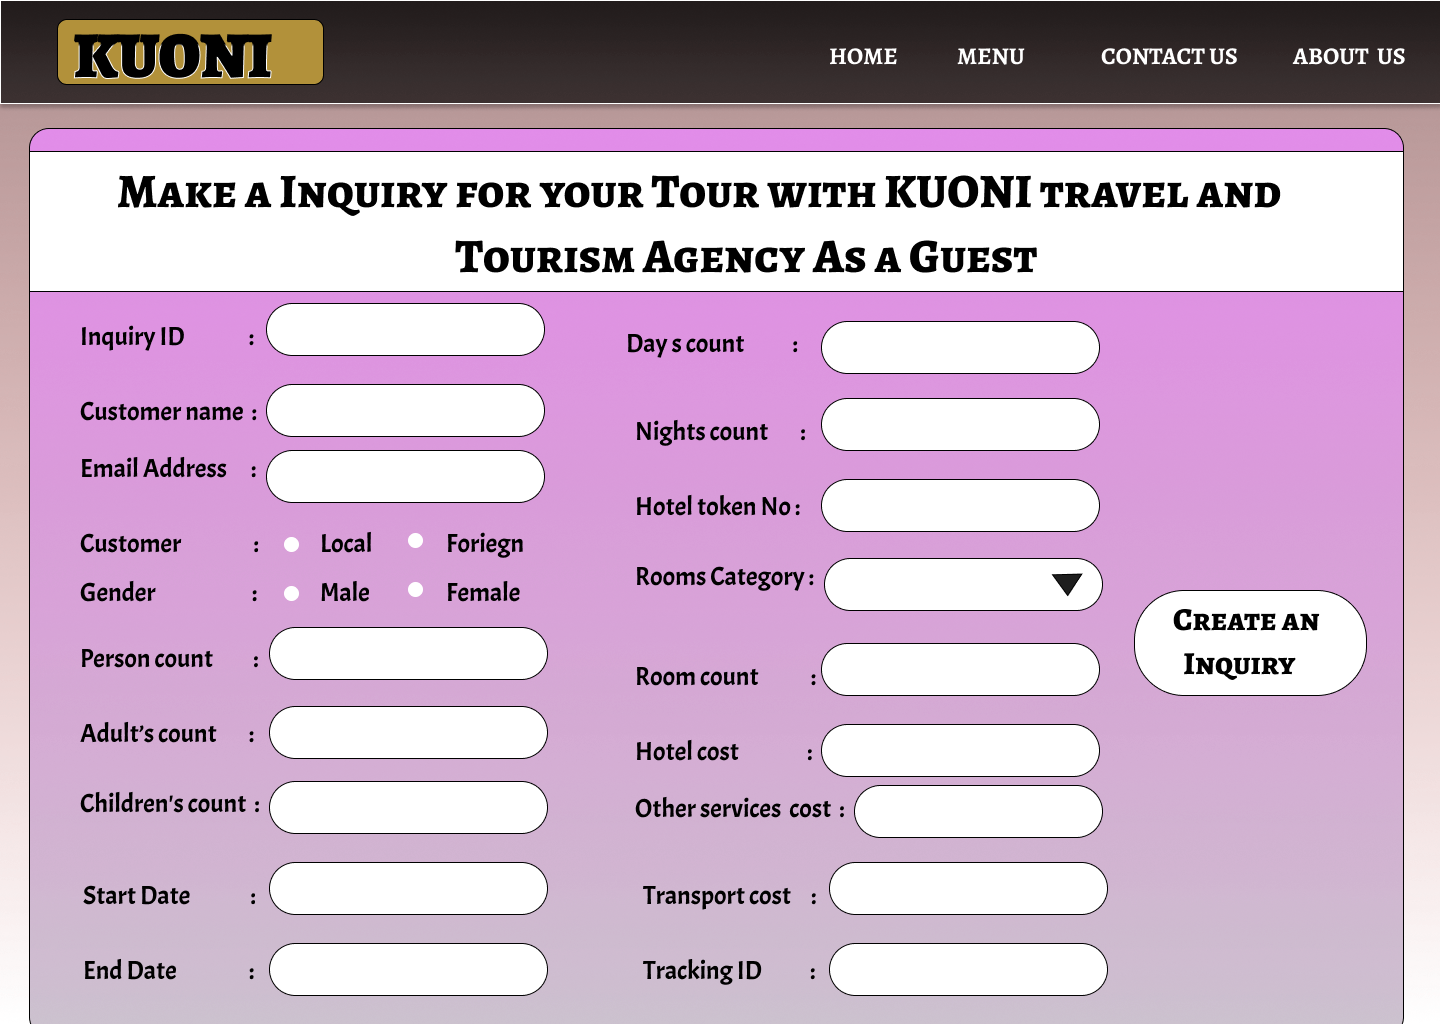 KUONI
HOME MENU CONTACT US ABOUT US
Make a Inquiry for your Tour with KUONI travel and
Tourism Agency As a Guest
Inquiry ID :
Customer name :
Email Address :
Customer : Local Foriegn
Gender : Male Female
Person count :
Adult’s count :
Children's count :
Start Date :
End Date :
Day s count :
Nights count :
Hotel token No :
Rooms Category :
Room count :
Hotel cost :
Other services cost :
Transport cost :
Tracking ID :
Create an
Inquiry